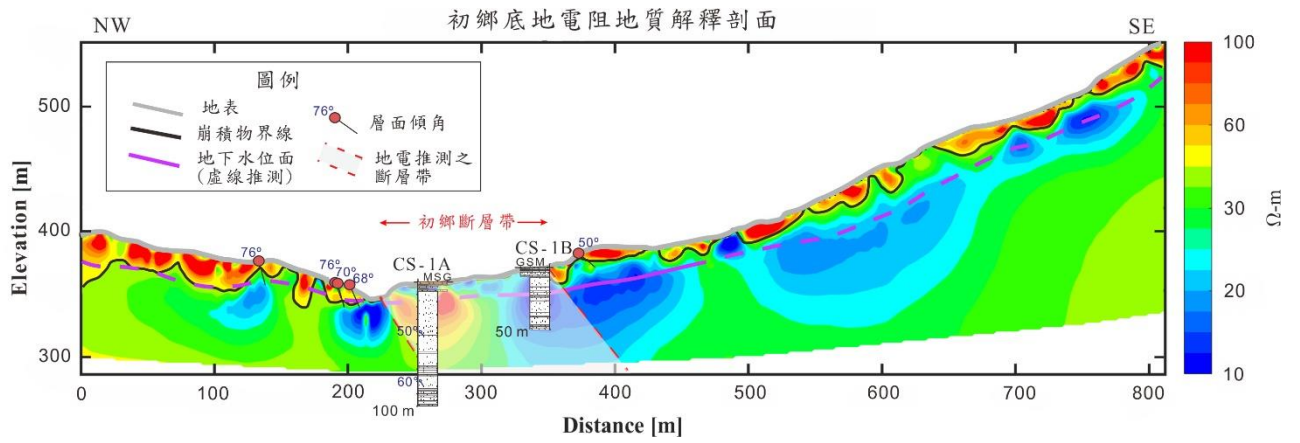 初鄉底地電阻地質解釋剖面
NW
SE
圖例
地表
崩積物界線
地下水位面
(虛線推測)
76°
層面傾角
地電推測之
斷層帶
初鄉斷層帶
76°
76°
70°
68°
CS-1A
MSG
50°
60°
100 m
CS-1B
GSM
50°
50 m
Elevation [m]
500
400
300
0
100
200
300
400
500
600
700
800
Distance [m]
100
60
30
20
10
Ω-m